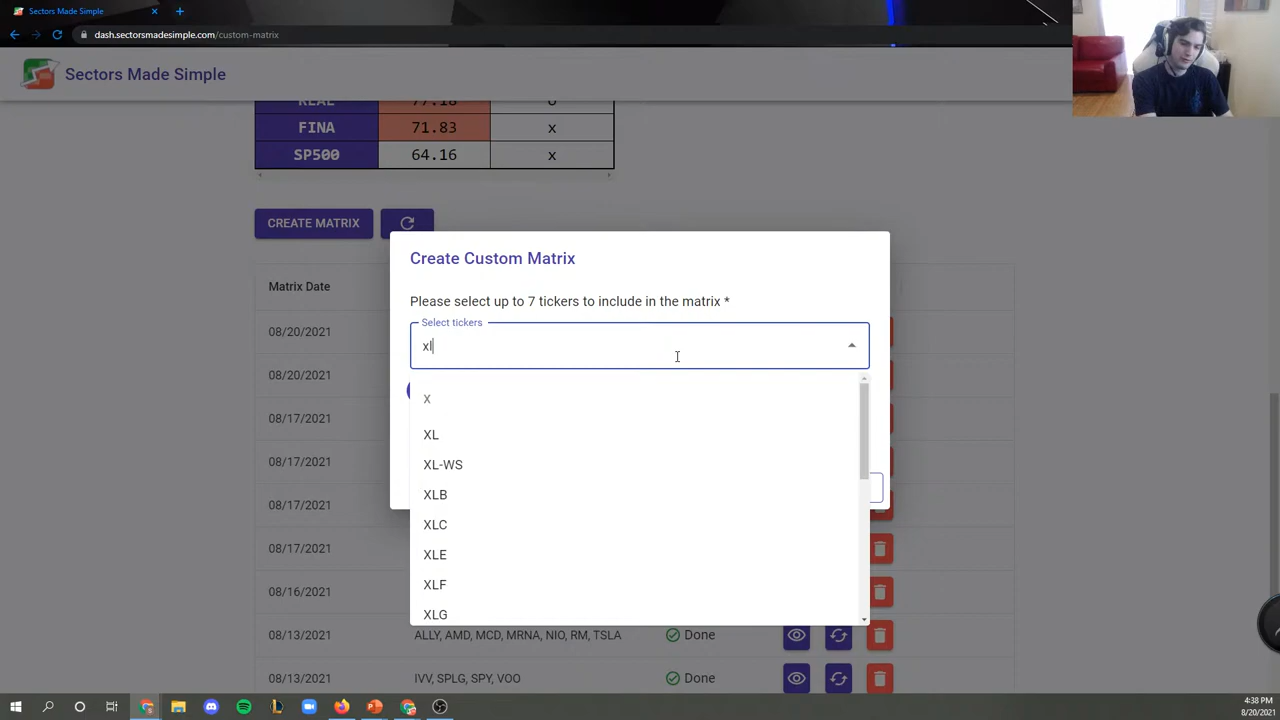 Sectors Made Simple
dash.sectorsmadesimple.com/custom-matrix
Sectors Made Simple
REAL 77.18 0
FINA 71.83 x
SP500 64.16 x
CREATE MATRIX
Create Custom Matrix
Please select up to 7 tickers to include in the matrix *
Select tickers
xl
X
XL
XL-WS
XLB
XLC
XLE
XLF
XLG
Matrix Date
08/20/2021
08/20/2021
08/17/2021
08/17/2021
08/17/2021
08/17/2021
08/16/2021
08/13/2021 ALLY, AMD, MCD, MRNA, NIO, RM, TSLA Done
08/13/2021 IVV, SPLG, SPY, VOO Done
4:38 PM
8/20/2021